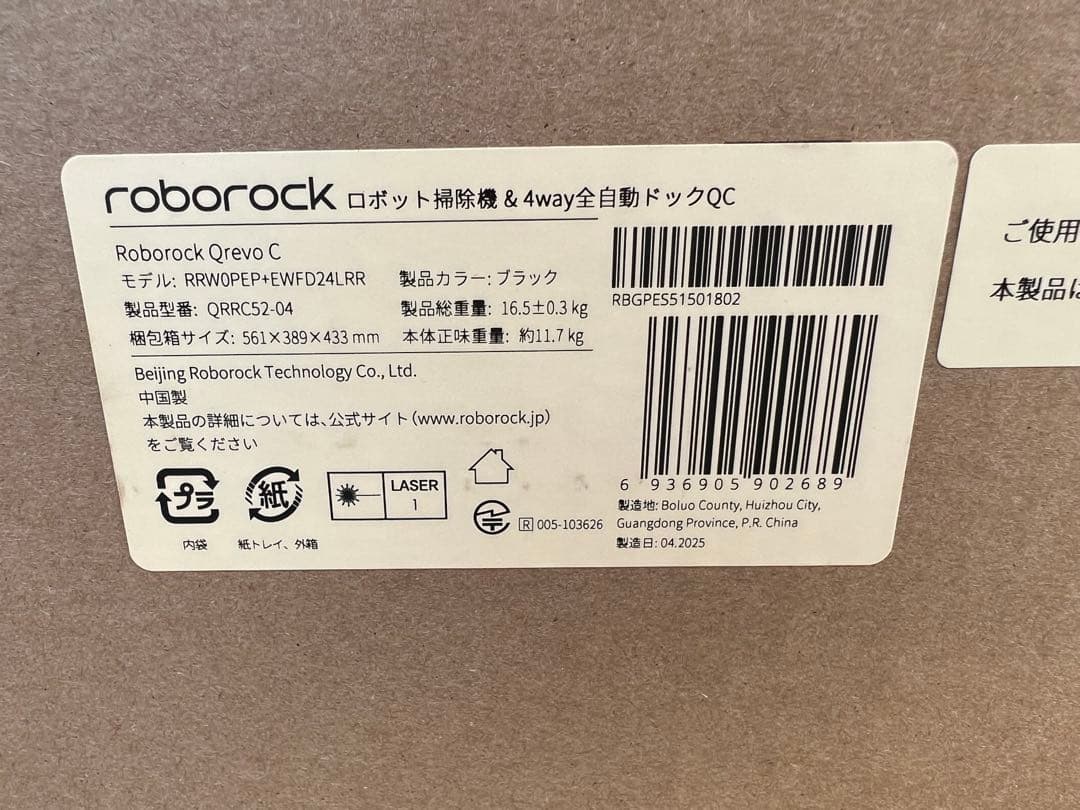 roborock ロボット掃除機 & 4way全自動ドックQC
Roborock Qrevo C
モデル: RRW0PEP+EWFD24LRR 製品カラー: ブラック
製品型番: QRRC52-04 製品総重量: 16.5±0.3 kg
梱包箱サイズ: 561×389×433 mm 本体正味重量: 約11.7 kg
Beijing Roborock Technology Co., Ltd.
中国製
本製品の詳細については、公式サイト(www.roborock.jp)
をご覧ください
RBGPES51501802
6 936905 902689
プラ
内袋
紙
紙トレイ、外箱
LASER
1
R 005-103626
製造地: Boluo County, Huizhou City,
Guangdong Province, P.R. China
製造日: 04.2025
ご使用
本製品は